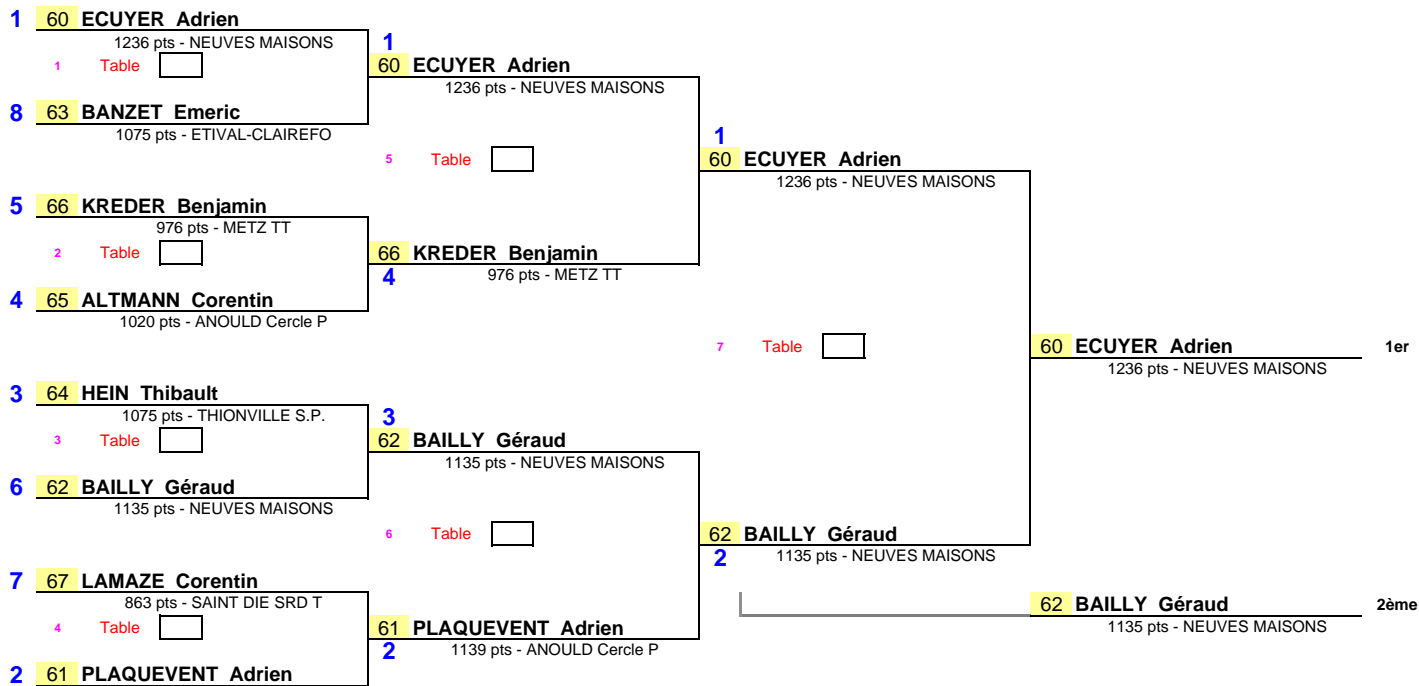 1 60 ECUYER Adrien
1236 pts - NEUVES MAISONS
1 Table
8 63 BANZET Emeric
1075 pts - ETIVAL-CLAIREFO
5 66 KREDER Benjamin
976 pts - METZ TT
2 Table
4 65 ALTMANN Corentin
1020 pts - ANOULD Cercle P
3 64 HEIN Thibault
1075 pts - THIONVILLE S.P.
3 Table
6 62 BAILLY Géraud
1135 pts - NEUVES MAISONS
7 67 LAMAZE Corentin
863 pts - SAINT DIE SRD T
4 Table
2 61 PLAQUEVENT Adrien
1
60 ECUYER Adrien
1236 pts - NEUVES MAISONS
5 Table
66 KREDER Benjamin
4 976 pts - METZ TT
3
62 BAILLY Géraud
1135 pts - NEUVES MAISONS
6 Table
61 PLAQUEVENT Adrien
2 1139 pts - ANOULD Cercle P
1
60 ECUYER Adrien
1236 pts - NEUVES MAISONS
7 Table
62 BAILLY Géraud
2 1135 pts - NEUVES MAISONS
60 ECUYER Adrien 1er
1236 pts - NEUVES MAISONS
62 BAILLY Géraud 2ème
1135 pts - NEUVES MAISONS